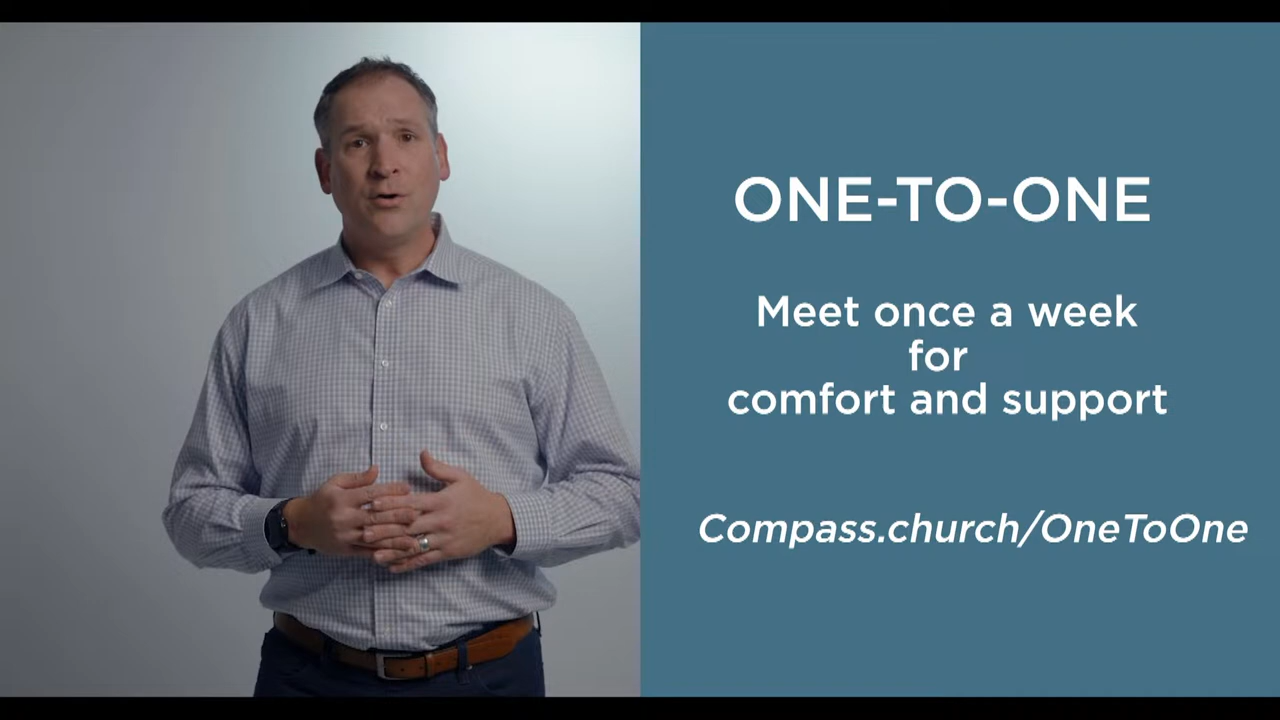 ONE-TO-ONE
Meet once a week
for
comfort and support
Compass.church/OneToOne